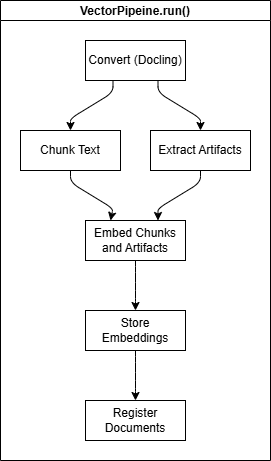 VectorPipeine.run()
Convert (Docling)
Chunk Text
Extract Artifacts
Embed Chunks
and Artifacts
Store
Embeddings
Register
Documents